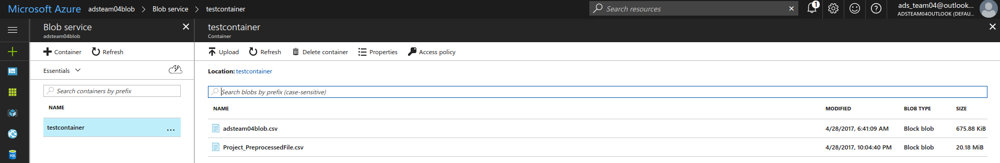 Microsoft Azure adsteam04blob > Blob service > testcontainer
Search resources
1
ads_team04@outlook...
ADSTEAM04OUTLOOK (DEFAU...
Blob service
adsteam04blob
Container Refresh
Essentials
Search containers by prefix
NAME
testcontainer ...
testcontainer
Container
Upload Refresh Delete container Properties Access policy
Location: testcontainer
Search blobs by prefix (case-sensitive)
NAME MODIFIED BLOB TYPE SIZE
adsteam04blob.csv 4/28/2017, 6:41:09 AM Block blob 675.88 KiB
Project_PreprocessedFile.csv 4/28/2017, 10:04:40 PM Block blob 20.18 MiB
SQL